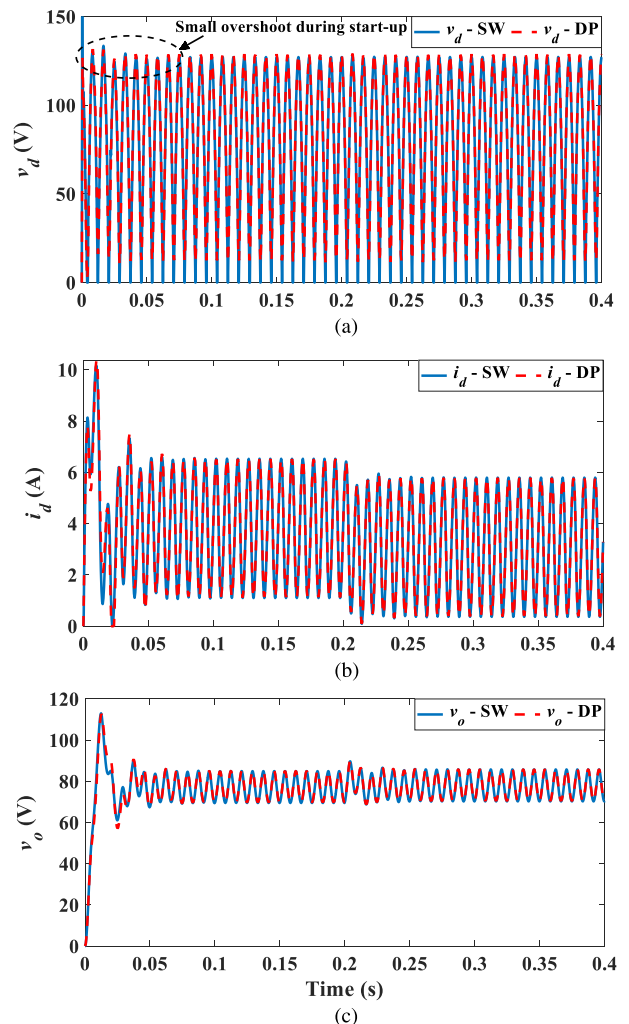 Small overshoot during start-up
v_d - SW v_d - DP
150
100
50
0
v_d (V)
0 0.05 0.1 0.15 0.2 0.25 0.3 0.35 0.4
(a)
i_d - SW i_d - DP
10
8
6
4
2
0
i_d (A)
0 0.05 0.1 0.15 0.2 0.25 0.3 0.35 0.4
(b)
v_o - SW v_o - DP
120
100
80
60
40
20
0
v_o (V)
0 0.05 0.1 0.15 0.2 0.25 0.3 0.35 0.4
Time (s)
(c)